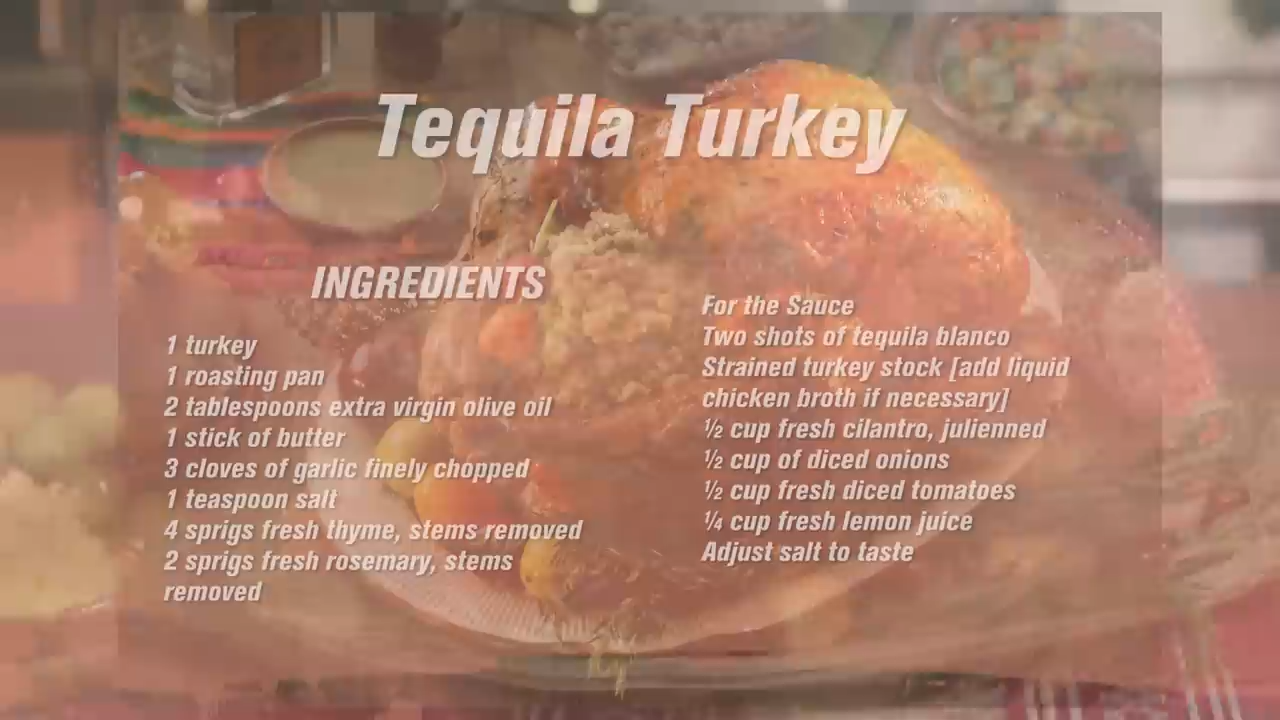 Tequila Turkey
INGREDIENTS
1 turkey
1 roasting pan
2 tablespoons extra virgin olive oil
1 stick of butter
3 cloves of garlic finely chopped
1 teaspoon salt
4 sprigs fresh thyme, stems removed
2 sprigs fresh rosemary, stems
removed
For the Sauce
Two shots of tequila blanco
Strained turkey stock [add liquid
chicken broth if necessary]
½ cup fresh cilantro, julienned
½ cup of diced onions
½ cup fresh diced tomatoes
¼ cup fresh lemon juice
Adjust salt to taste